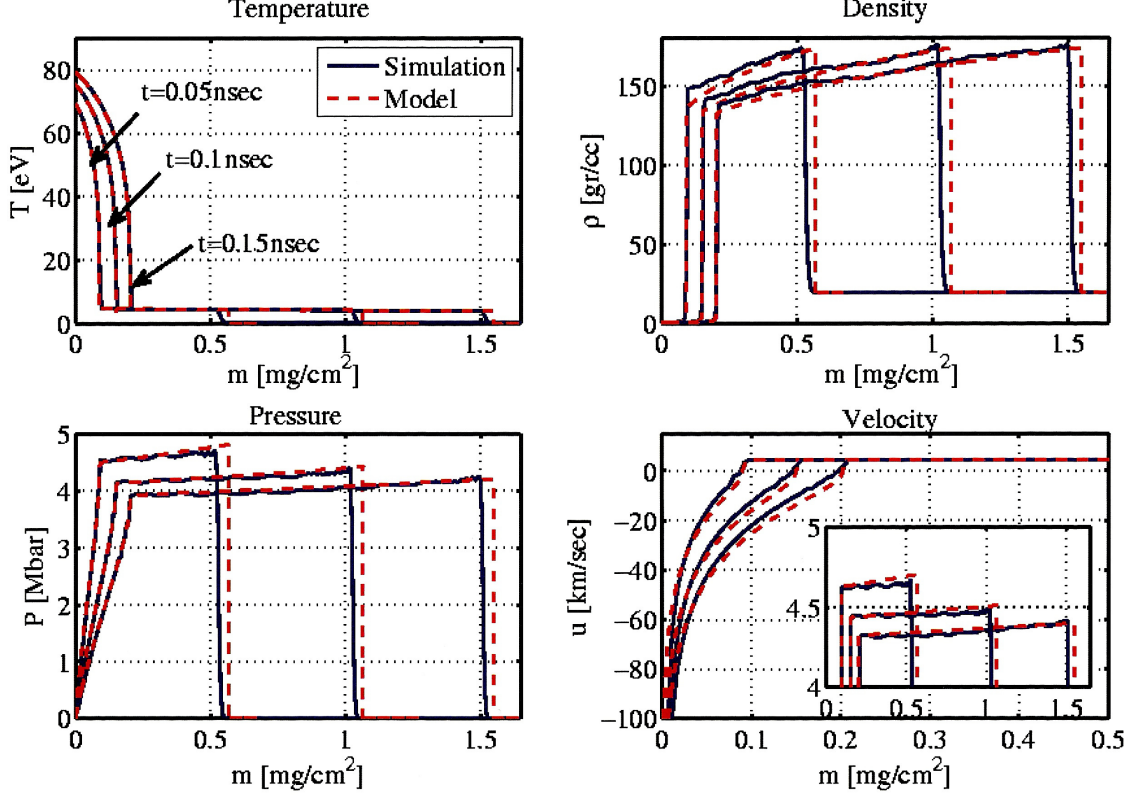 Temperature
80
60
40
20
0
T [eV]
t=0.05nsec
t=0.1nsec
t=0.15nsec
Simulation
Model
0
0.5
1
1.5
m [mg/cm²]
Density
150
100
50
0
ρ [gr/cc]
0
0.5
1
1.5
m [mg/cm²]
Pressure
5
4
3
2
1
0
P [Mbar]
0
0.5
1
1.5
m [mg/cm²]
Velocity
0
−20
−40
−60
−80
−100
u [km/sec]
5
4.5
4
0
0.5
1
1.5
0
0.1
0.2
0.3
0.4
0.5
m [mg/cm²]